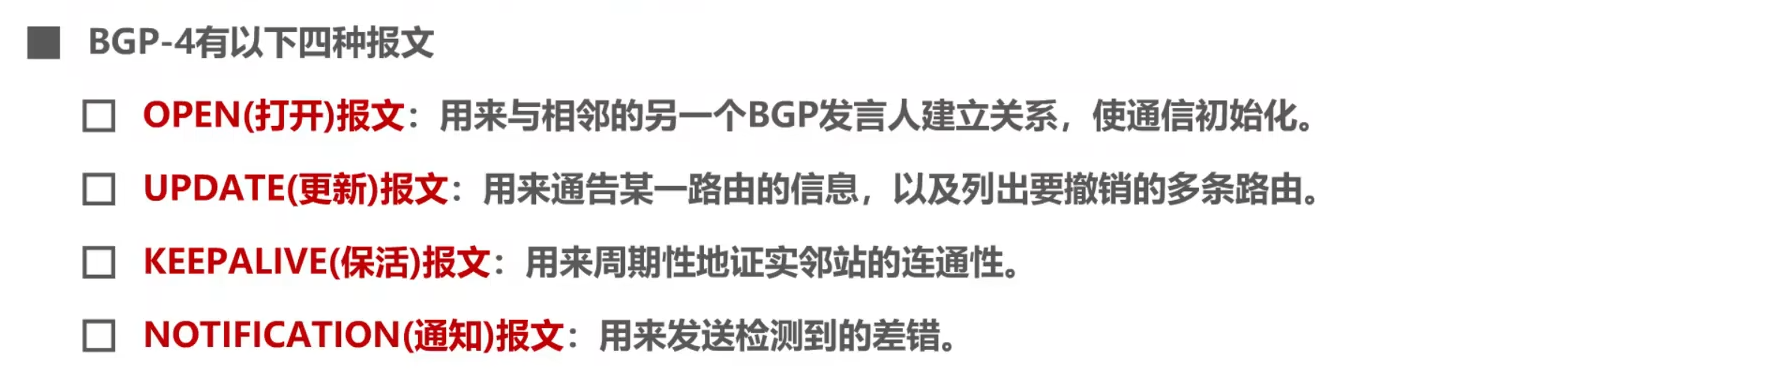 BGP-4有以下四种报文
OPEN(打开)报文：用来与相邻的另一个BGP发言人建立关系，使通信初始化。
UPDATE(更新)报文：用来通告某一路由的信息，以及列出要撤销的多条路由。
KEEPALIVE(保活)报文：用来周期性地证实邻站的连通性。
NOTIFICATION(通知)报文：用来发送检测到的差错。